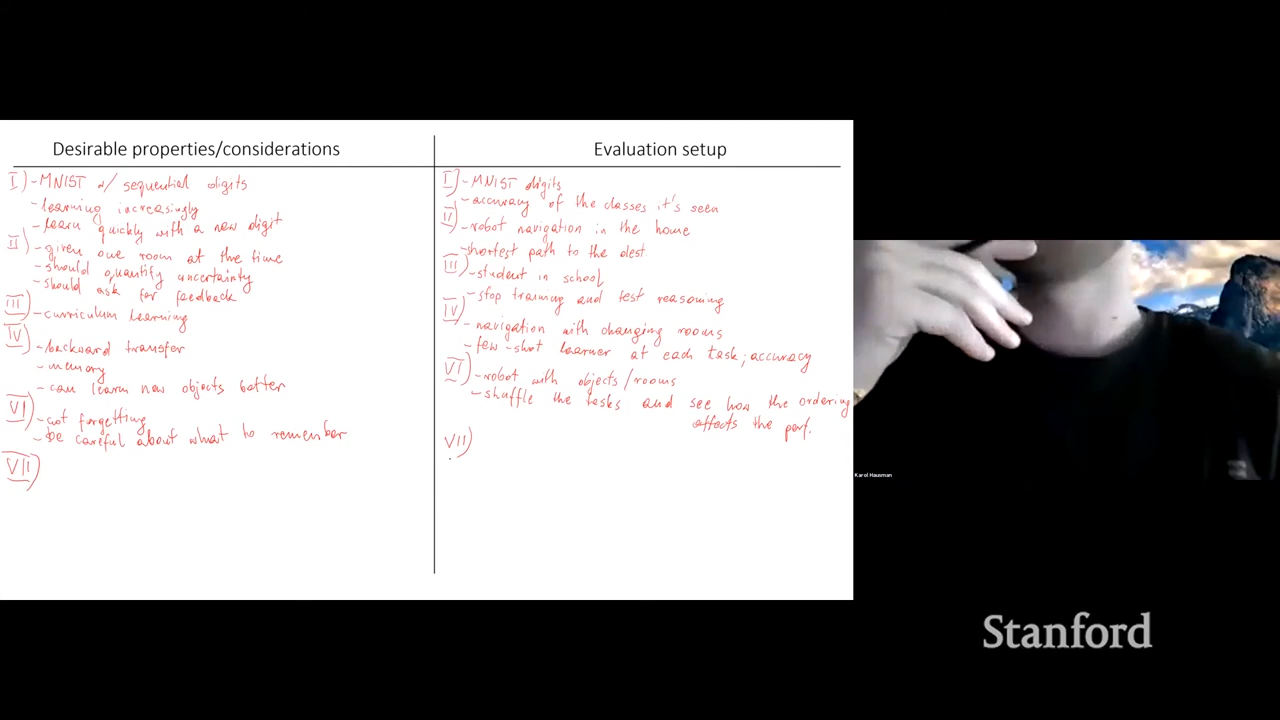 Desirable properties/considerations
I) - MNIST w/ sequential digits
- learning increasingly
- learn quickly with a new digit
II) - given one room at the time
- should quantify uncertainty
- should ask for feedback
III) - curriculum learning
IV)
- backward transfer
- memory
- can learn new objects better
VI) - not forgetting
- be careful about what to remember
VII)
Evaluation setup
I) - MNIST digits
- accuracy of the classes it's seen
II) - robot navigation in the home
- shortest path to the dest.
III) - student in school
- stop training and test reasoning
IV)
- navigation with changing rooms
- few-shot learner at each task; accuracy
VI) - robot with objects/rooms
- shuffle the tasks and see how the ordering
affects the perf.
VII)
Karol Hausman
Stanford